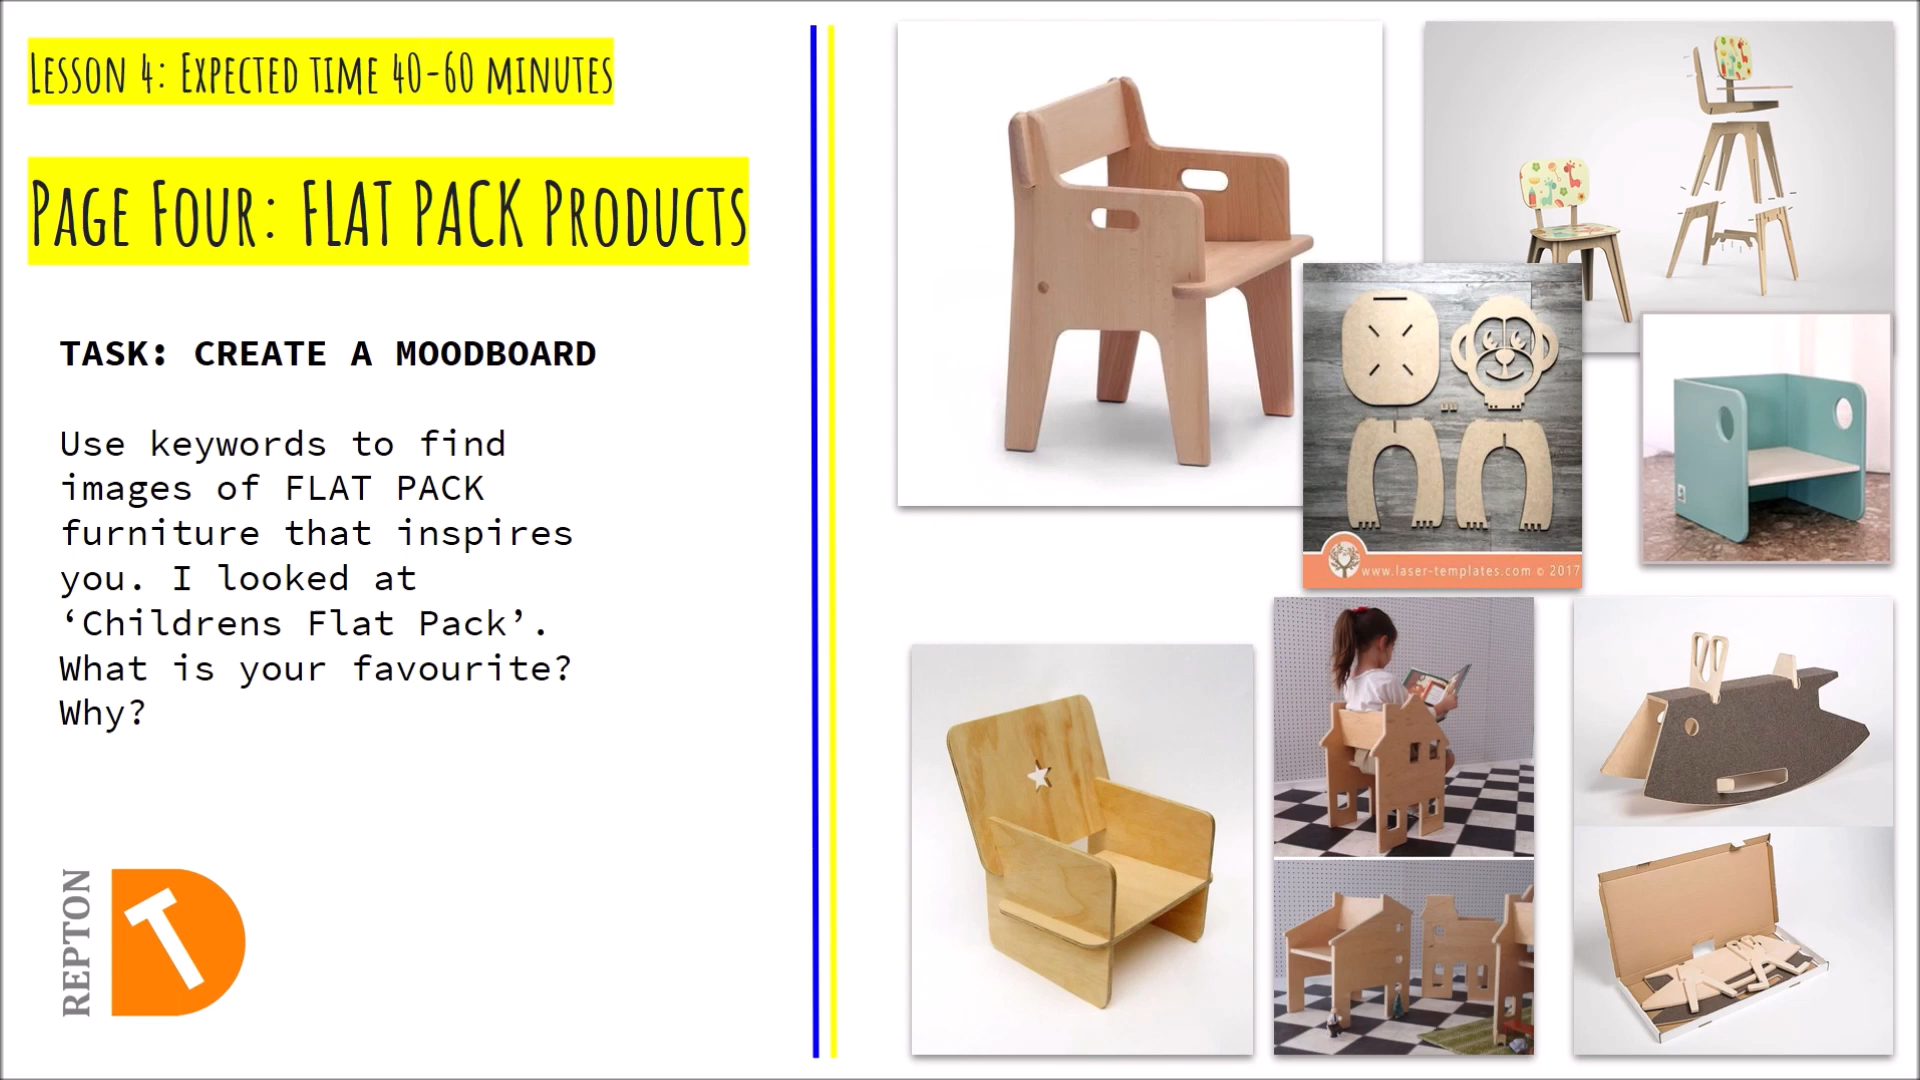 Lesson 4: Expected time 40-60 minutes
Page Four: FLAT PACK Products
TASK: CREATE A MOODBOARD
Use keywords to find
images of FLAT PACK
furniture that inspires
you. I looked at
‘Childrens Flat Pack’.
What is your favourite?
Why?
REPTON
DT
www.laser-templates.com © 2017